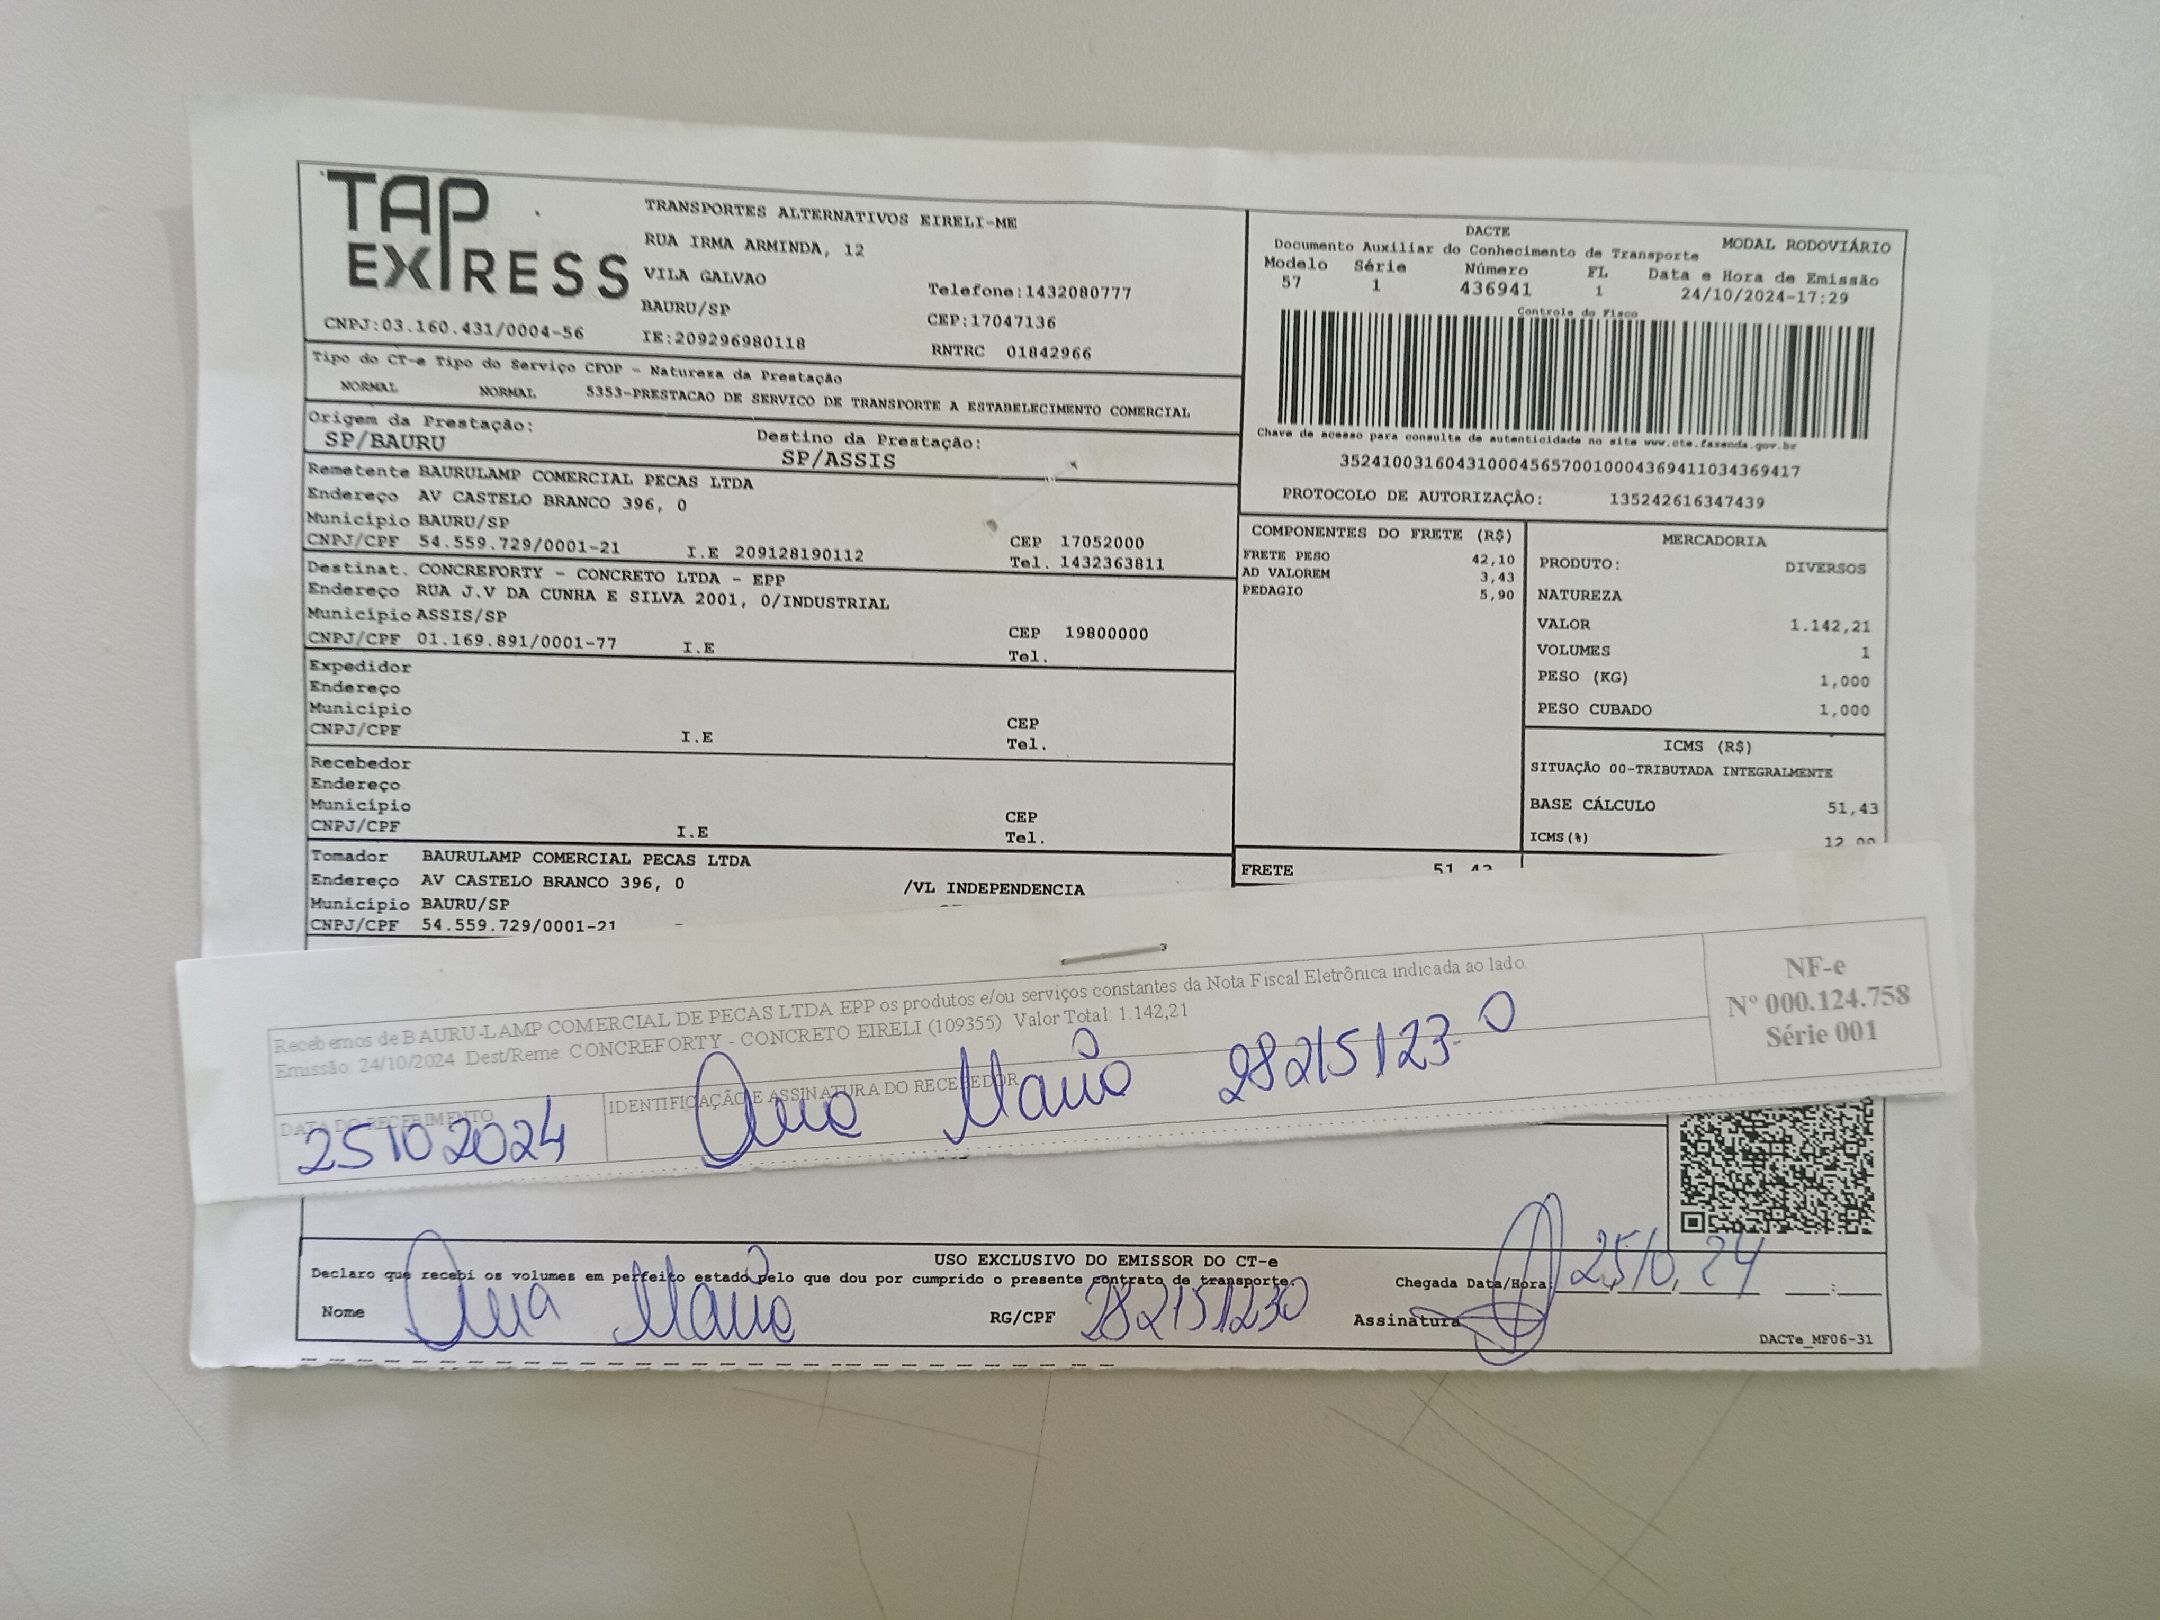 TAP EXPRESS
CNPJ:03.160.431/0004-56
TRANSPORTES ALTERNATIVOS EIRELI-ME
RUA IRMA ARMINDA, 12
VILA GALVAO
BAURU/SP
IE:209296980118
Telefone:1432080777
CEP:17047136
RNTRC 01842966
DACTE MODAL RODOVIÁRIO
Documento Auxiliar do Conhecimento de Transporte
Modelo Série Número FL Data e Hora de Emissão
57 1 436941 1 24/10/2024-17:29
Controle do Fisco
Chave de acesso para consulta de autenticidade no site www.cte.fazenda.gov.br
35241003160431000456570010004369411034369417
PROTOCOLO DE AUTORIZAÇÃO: 135242616347439
Tipo do CT-e Tipo do Serviço CFOP - Natureza da Prestação
NORMAL NORMAL 5353-PRESTACAO DE SERVICO DE TRANSPORTE A ESTABELECIMENTO COMERCIAL
Origem da Prestação: Destino da Prestação:
SP/BAURU SP/ASSIS
Remetente BAURULAMP COMERCIAL PECAS LTDA
Endereço AV CASTELO BRANCO 396, 0
Município BAURU/SP CEP 17052000
CNPJ/CPF 54.559.729/0001-21 I.E 209128190112 Tel. 1432363811
Destinat. CONCREFORTY - CONCRETO LTDA - EPP
Endereço RUA J.V DA CUNHA E SILVA 2001, 0/INDUSTRIAL
Município ASSIS/SP CEP 19800000
CNPJ/CPF 01.169.891/0001-77 I.E Tel.
Expedidor
Endereço
Município CEP
CNPJ/CPF I.E Tel.
Recebedor
Endereço
Município CEP
CNPJ/CPF I.E Tel.
Tomador BAURULAMP COMERCIAL PECAS LTDA
Endereço AV CASTELO BRANCO 396, 0 /VL INDEPENDENCIA
Município BAURU/SP
CNPJ/CPF 54.559.729/0001-21
COMPONENTES DO FRETE (R$)
FRETE PESO 42,10
AD VALOREM 3,43
PEDAGIO 5,90
FRETE 51,43
MERCADORIA
PRODUTO: DIVERSOS
NATUREZA
VALOR 1.142,21
VOLUMES 1
PESO (KG) 1,000
PESO CUBADO 1,000
ICMS (R$)
SITUAÇÃO 00-TRIBUTADA INTEGRALMENTE
BASE CÁLCULO 51,43
ICMS(%) 12,00
Recebemos de BAURU-LAMP COMERCIAL DE PECAS LTDA EPP os produtos e/ou serviços constantes da Nota Fiscal Eletrônica indicada ao lado
Emissão: 24/10/2024 Dest/Reme: CONCREFORTY - CONCRETO EIRELI (109355) Valor Total: 1.142,21
NF-e
Nº 000.124.758
Série 001
DATA DO RECEBIMENTO IDENTIFICAÇÃO E ASSINATURA DO RECEBEDOR
25 10 2024 Ana Maria 28215123-0
USO EXCLUSIVO DO EMISSOR DO CT-e
Declaro que recebi os volumes em perfeito estado pelo que dou por cumprido o presente contrato de transporte.
Chegada Data/Hora: 25/10/24
Nome Ana Maria RG/CPF 282151230 Assinatura
DACTe_MF06-31